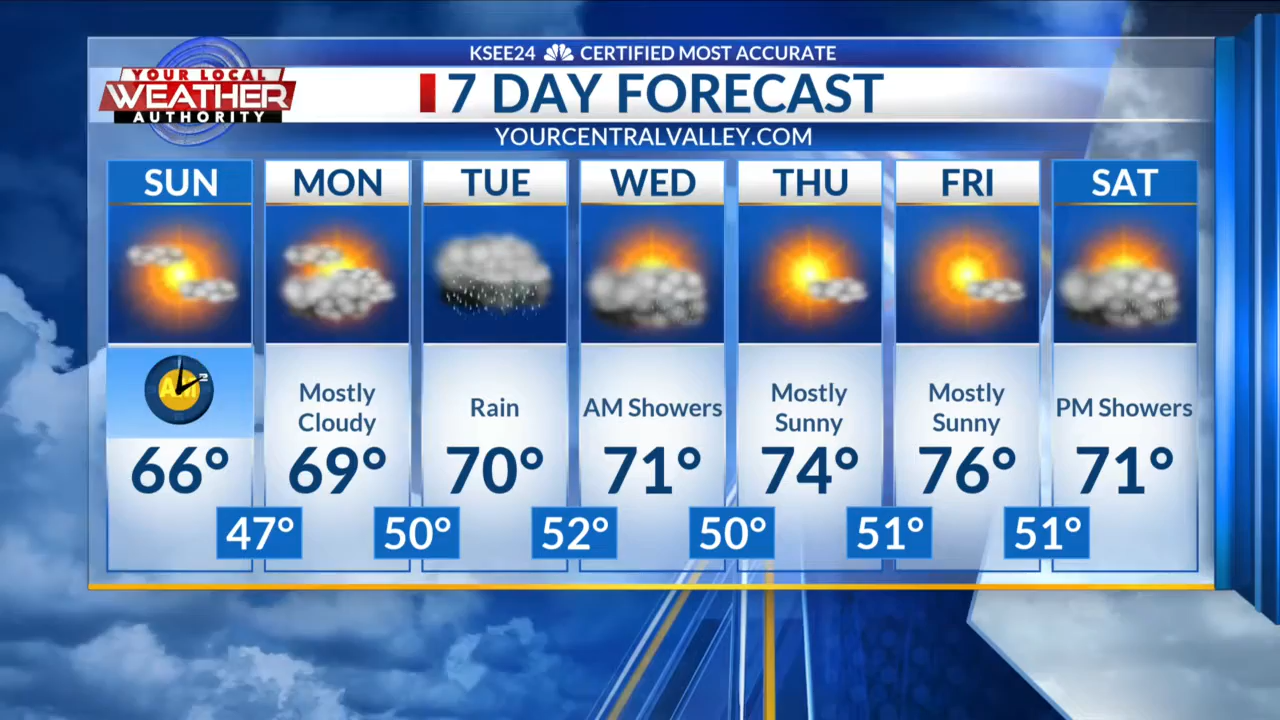 KSEE24 CERTIFIED MOST ACCURATE
YOUR LOCAL
WEATHER
AUTHORITY
7 DAY FORECAST
YOURCENTRALVALLEY.COM
SUN MON TUE WED THU FRI SAT
AM 2
Mostly Cloudy
Rain
AM Showers
Mostly Sunny
Mostly Sunny
PM Showers
66° 69° 70° 71° 74° 76° 71°
47° 50° 52° 50° 51° 51°